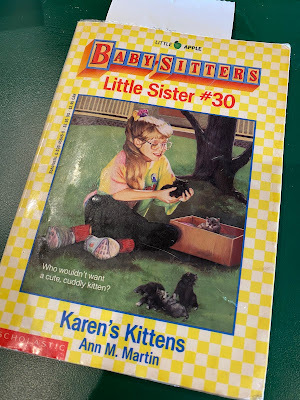 LITTLE APPLE
BABY-SITTERS
Little Sister #30
Who wouldn't want
a cute, cuddly kitten?
SCHOLASTIC
Karen's Kittens
Ann M. Martin